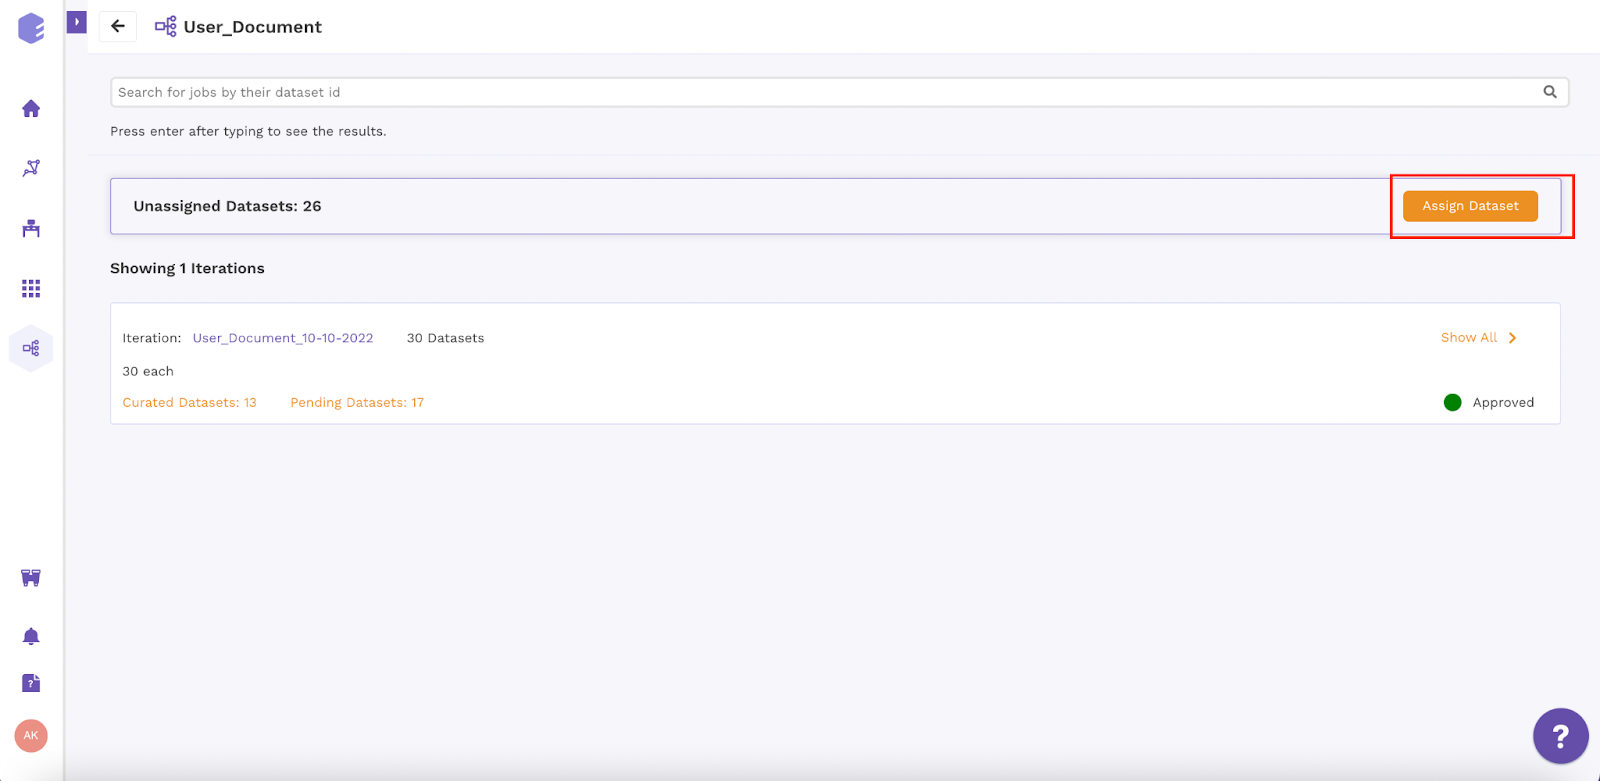 User_Document
Search for jobs by their dataset id
Press enter after typing to see the results.
Unassigned Datasets: 26
Assign Dataset
Showing 1 Iterations
Iteration: User_Document_10-10-2022 30 Datasets
Show All
30 each
Curated Datasets: 13 Pending Datasets: 17
Approved
?
AK
?